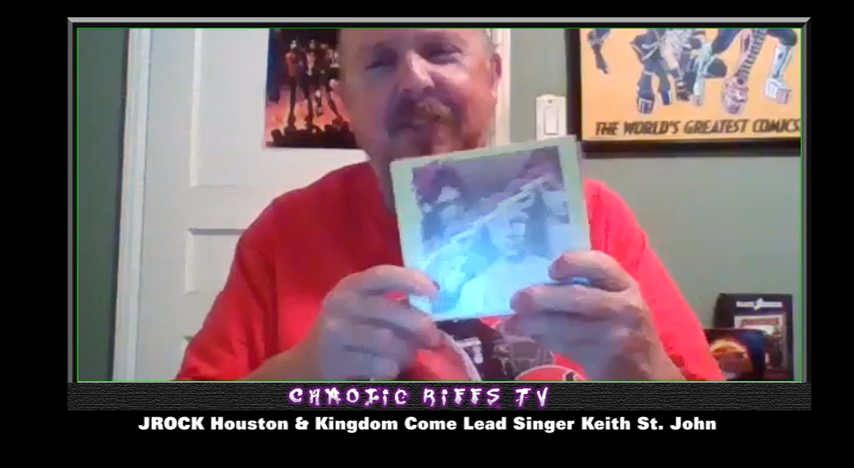 THE WORLD'S GREATEST COMICS
CHAOTIC RIFFS TV
JROCK Houston & Kingdom Come Lead Singer Keith St. John